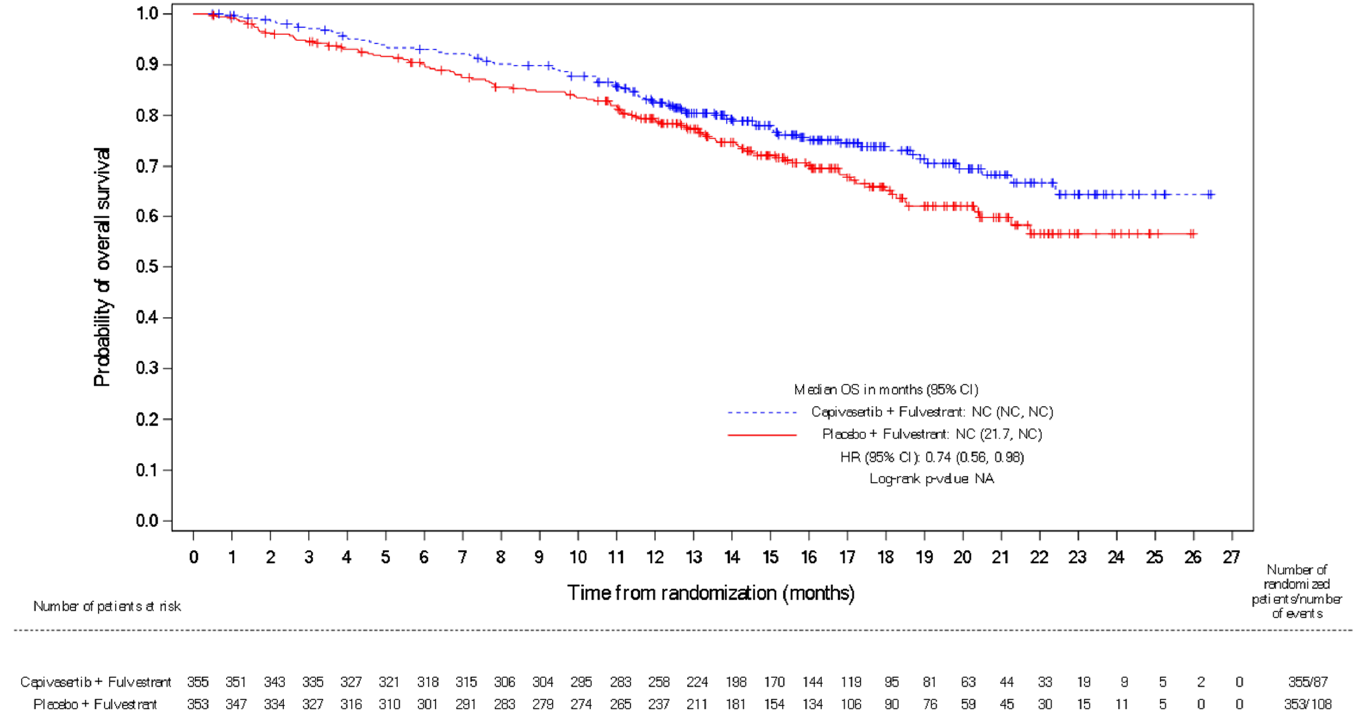 Probability of overall survival
1.0
0.9
0.8
0.7
0.6
0.5
0.4
0.3
0.2
0.1
0.0
Median OS in months (95% CI)
Capivasertib + Fulvestrant: NC (NC, NC)
Placebo + Fulvestrant: NC (21.7, NC)
HR (95% CI): 0.74 (0.56, 0.98)
Log-rank p-value: NA
0 1 2 3 4 5 6 7 8 9 10 11 12 13 14 15 16 17 18 19 20 21 22 23 24 25 26 27
Time from randomization (months)
Number of patients at risk
Number of
randomized
patients/number
of events
Capivasertib + Fulvestrant 355 351 343 335 327 321 318 315 306 304 295 283 258 224 198 170 144 119 95 81 63 44 33 19 9 5 2 0 355/87
Placebo + Fulvestrant 353 347 334 327 316 310 301 291 283 279 274 265 237 211 181 154 134 106 90 76 59 45 30 15 11 5 0 0 353/108